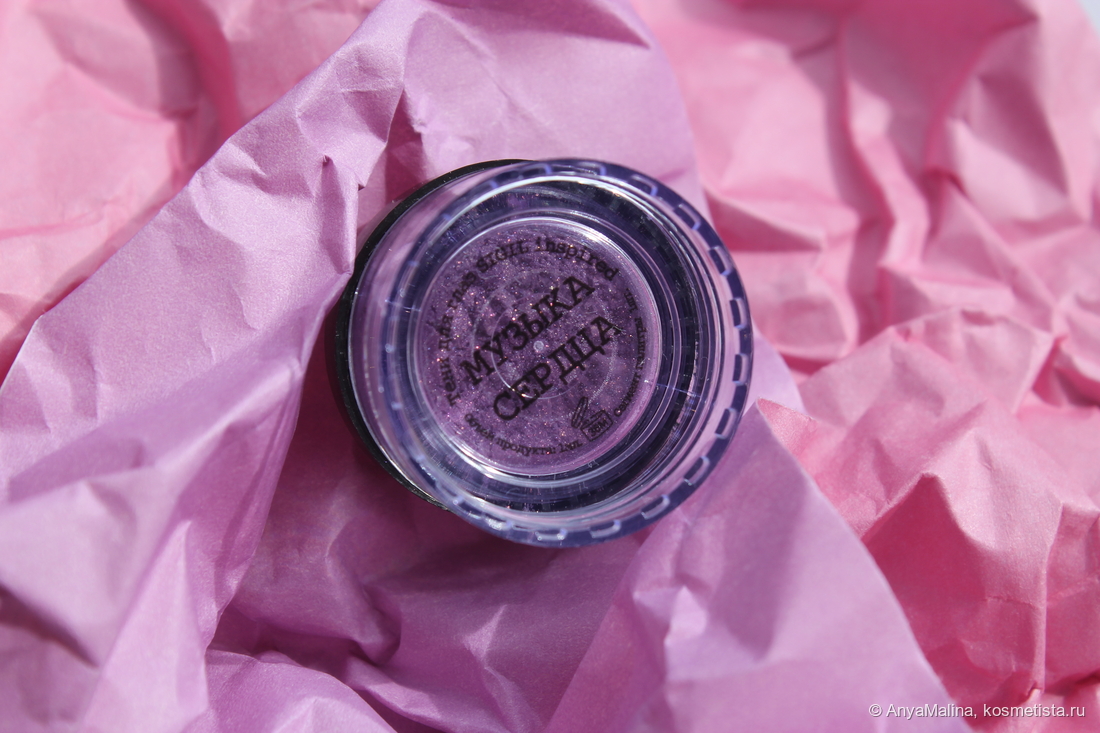 Тени для глаз SIGIL inspired
МУЗЫКА
СЕРДЦА
© AnyaMalina, kosmetista.ru